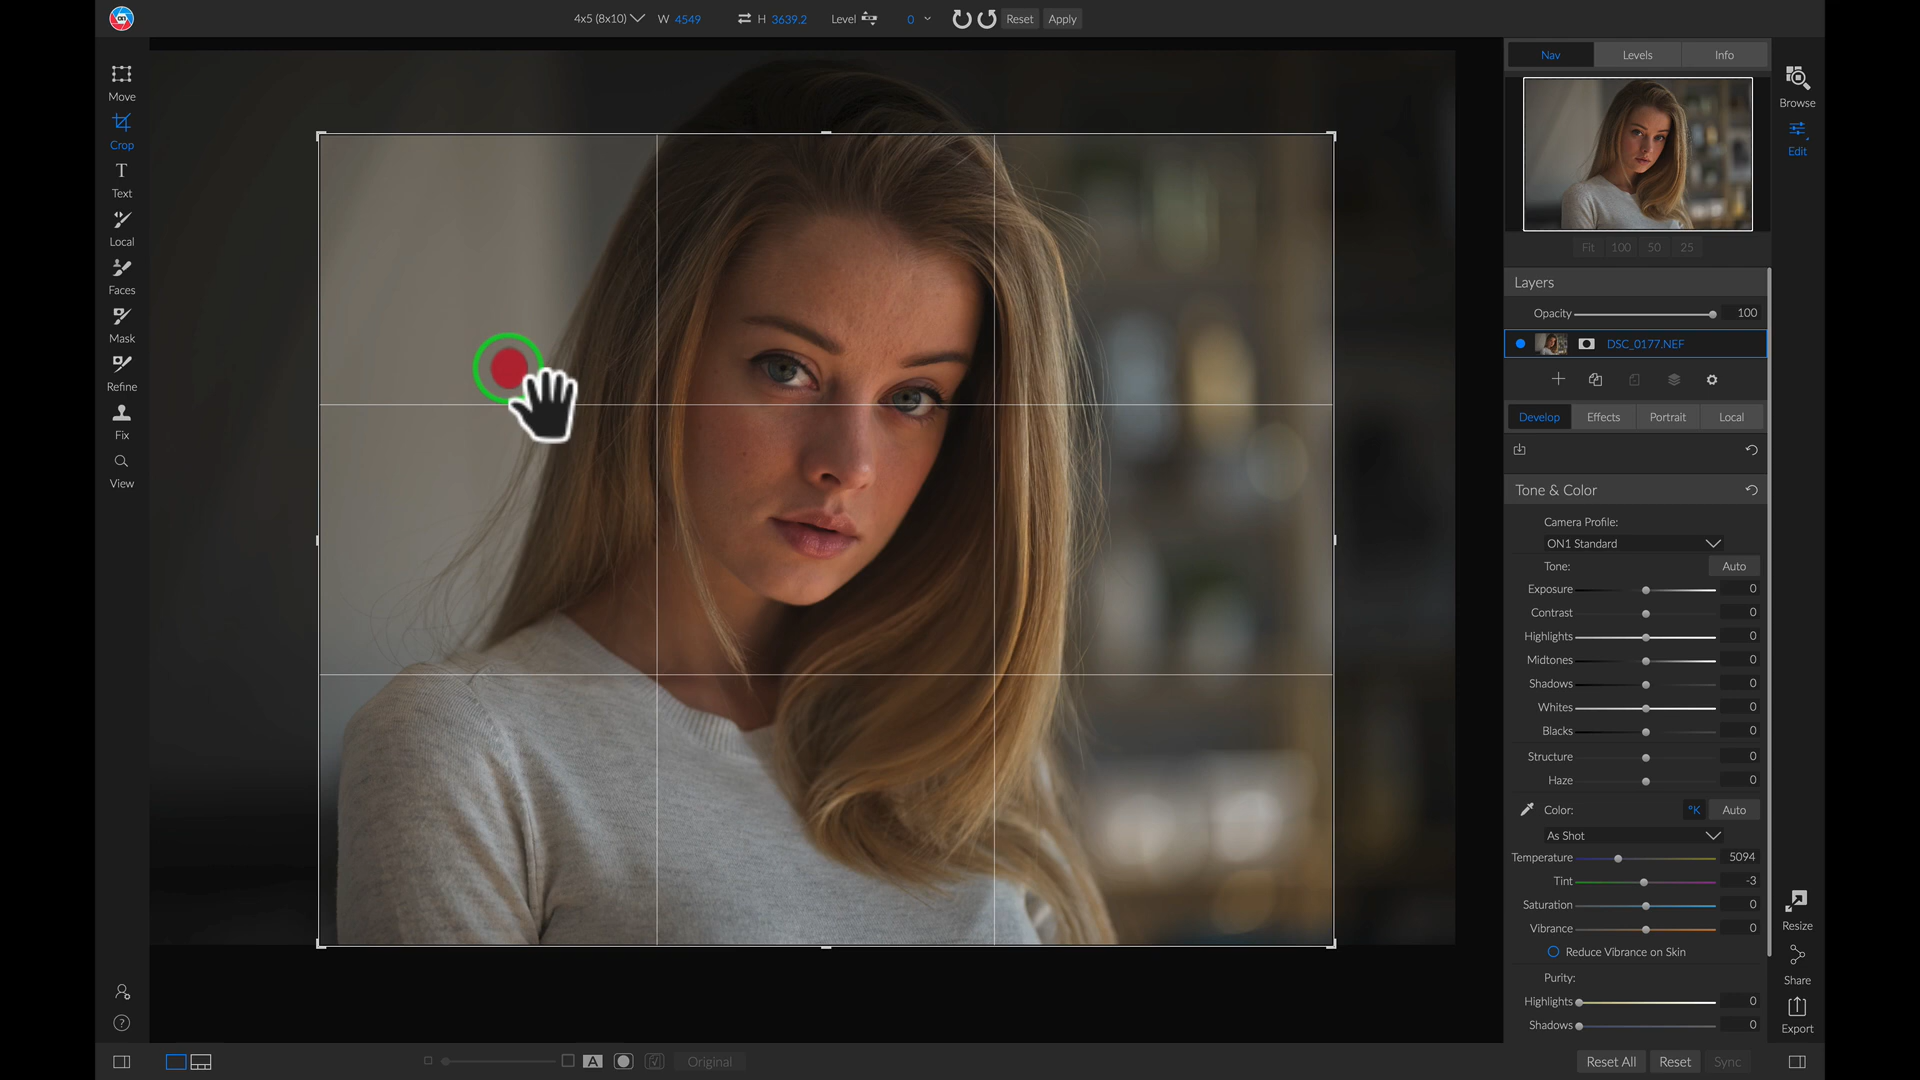 4x5 (8x10) W 4549 H 3639.2 Level 0 Reset Apply
Move
Crop
Text
Local
Faces
Mask
Refine
Fix
View
Nav Levels Info
Fit 100 50 25
Layers
Opacity 100
DSC_0177.NEF
Develop Effects Portrait Local
Tone & Color
Camera Profile:
ON1 Standard
Tone: Auto
Exposure 0
Contrast 0
Highlights 0
Midtones 0
Shadows 0
Whites 0
Blacks 0
Structure 0
Haze 0
Color: °K Auto
As Shot
Temperature 5094
Tint -3
Saturation 0
Vibrance 0
Reduce Vibrance on Skin
Purity:
Highlights 0
Shadows 0
Browse
Edit
Resize
Share
Export
?
A Original
Reset All Reset Sync